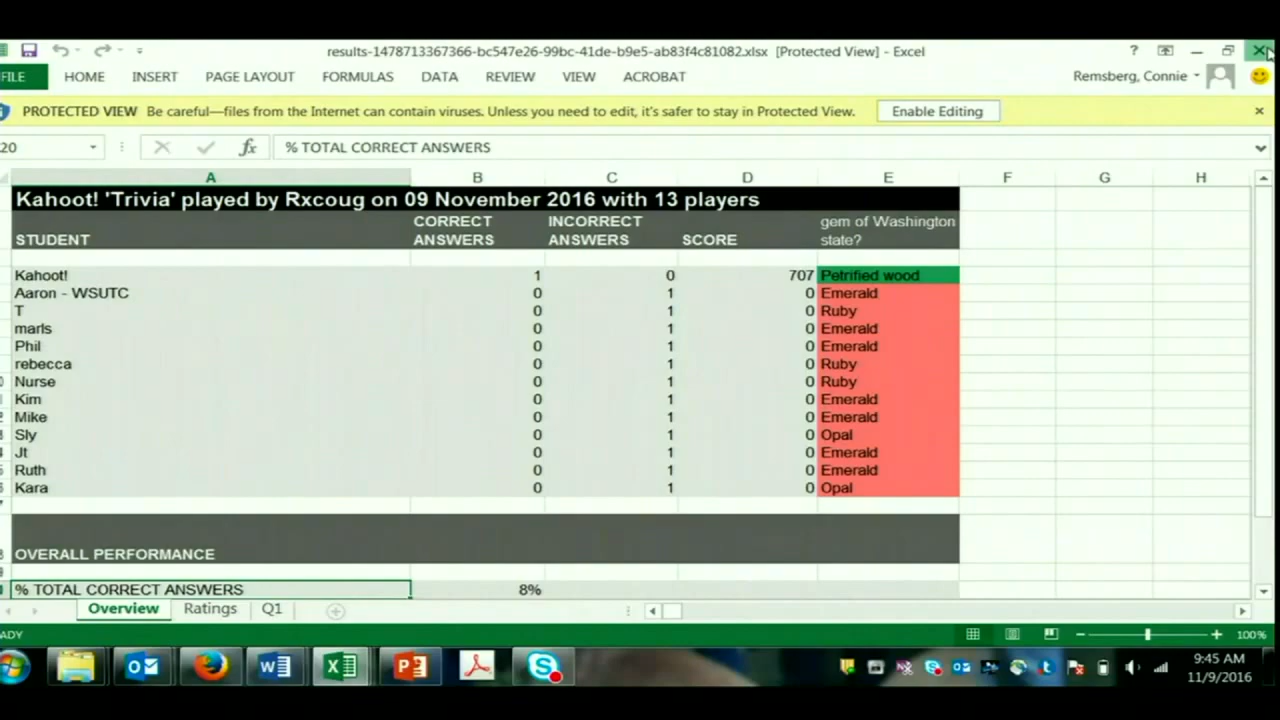 results-1478713367366-bc547e26-99bc-41de-b9e5-ab83f4c81082.xlsx [Protected View] - Excel
FILE HOME INSERT PAGE LAYOUT FORMULAS DATA REVIEW VIEW ACROBAT Remsberg, Connie
PROTECTED VIEW Be careful—files from the Internet can contain viruses. Unless you need to edit, it's safer to stay in Protected View. Enable Editing
20 fx % TOTAL CORRECT ANSWERS
A B C D E F G H
Kahoot! 'Trivia' played by Rxcoug on 09 November 2016 with 13 players
CORRECT INCORRECT gem of Washington
STUDENT ANSWERS ANSWERS SCORE state?
Kahoot! 1 0 707 Petrified wood
Aaron - WSUTC 0 1 0 Emerald
T 0 1 0 Ruby
marls 0 1 0 Emerald
Phil 0 1 0 Emerald
rebecca 0 1 0 Ruby
Nurse 0 1 0 Ruby
Kim 0 1 0 Emerald
Mike 0 1 0 Emerald
Sly 0 1 0 Opal
Jt 0 1 0 Emerald
Ruth 0 1 0 Emerald
Kara 0 1 0 Opal
OVERALL PERFORMANCE
% TOTAL CORRECT ANSWERS 8%
Overview Ratings Q1
ADY 100%
9:45 AM
11/9/2016